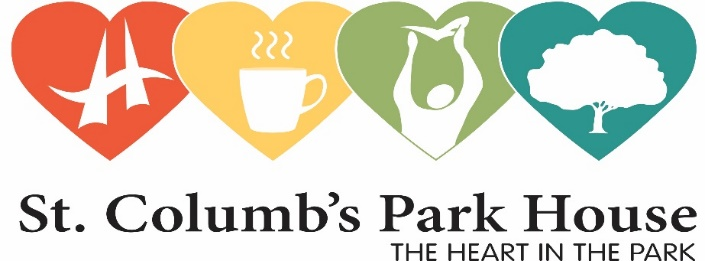 St. Columb's Park House
THE HEART IN THE PARK